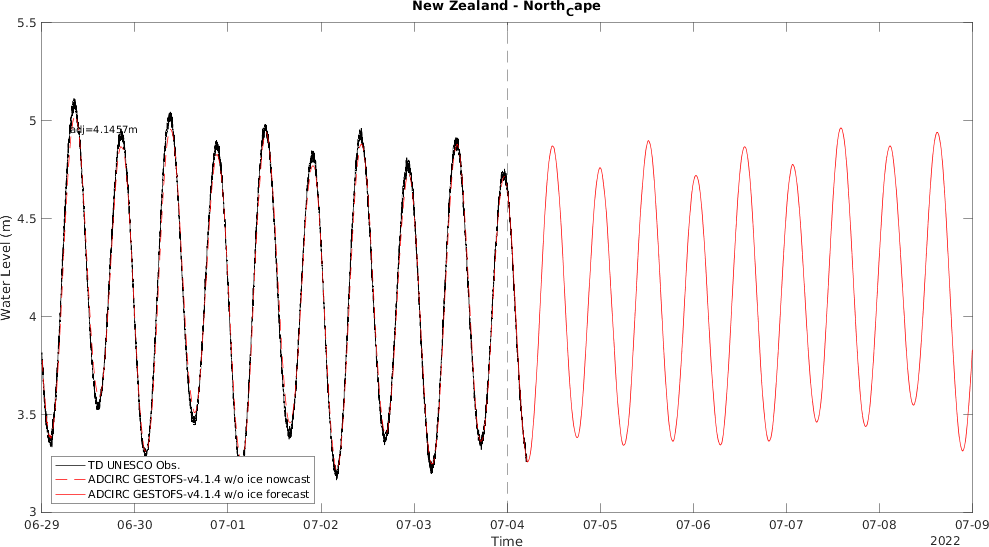 New Zealand - NorthCape
5.5
5
4.5
4
3.5
3
Water Level (m)
adj=4.1457m
TD UNESCO Obs.
ADCIRC GESTOFS-v4.1.4 w/o ice nowcast
ADCIRC GESTOFS-v4.1.4 w/o ice forecast
06-29 06-30 07-01 07-02 07-03 07-04 07-05 07-06 07-07 07-08 07-09
Time
2022